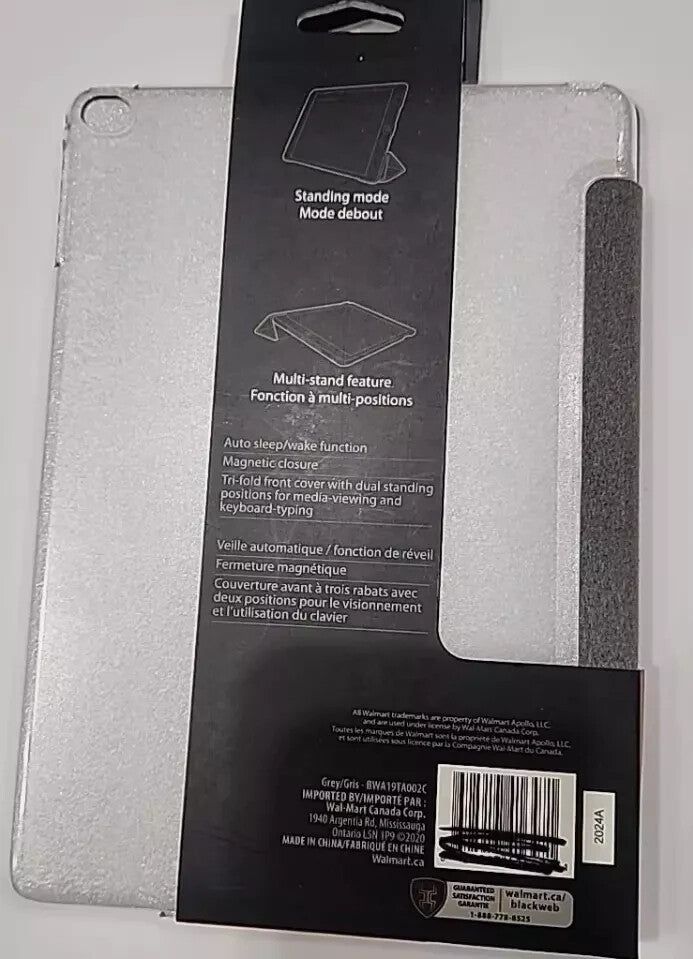 Standing mode
Mode debout
Multi-stand feature
Fonction à multi-positions
Auto sleep/wake function
Magnetic closure
Tri-fold front cover with dual standing
positions for media-viewing and
keyboard-typing
Veille automatique / fonction de réveil
Fermeture magnétique
Couverture avant à trois rabats avec
deux positions pour le visionnement
et l'utilisation du clavier
All Walmart trademarks are property of Walmart Apollo, LLC.
and are used under license by Wal-Mart Canada Corp.
Toutes les marques de Walmart sont la propriété de Walmart Apollo, LLC,
et sont utilisées sous licence par la Compagnie Wal-Mart du Canada.
Grey/Gris - BWA19TA002C
IMPORTED BY/IMPORTÉ PAR :
Wal-Mart Canada Corp.
1940 Argentia Rd, Mississauga
Ontario L5N 1P9 ©2020
MADE IN CHINA/FABRIQUÉ EN CHINE
Walmart.ca
2024A
GUARANTEED
SATISFACTION
GARANTIE
walmart.ca/
blackweb
1-888-778-8525